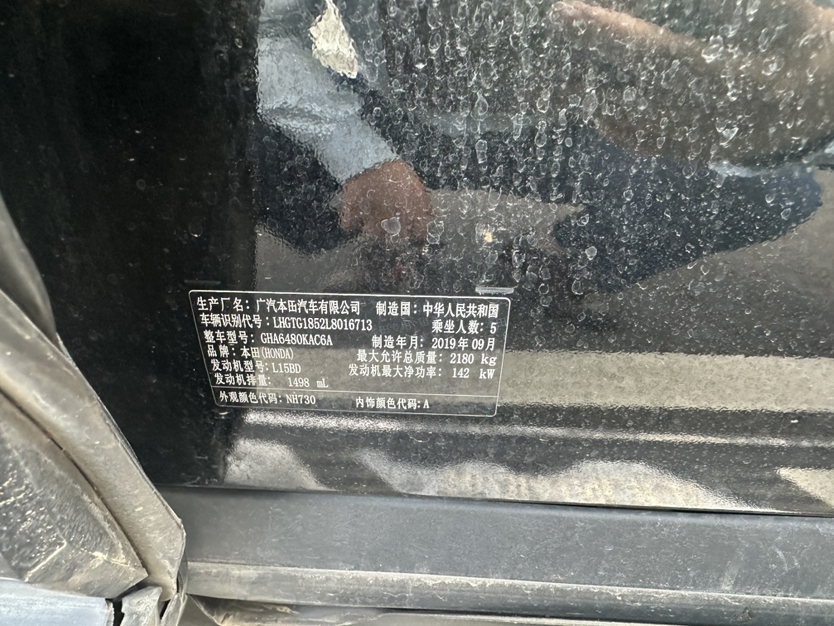 生产厂名：广汽本田汽车有限公司 制造国：中华人民共和国
车辆识别代号：LHGTG1852L8016713 乘坐人数：5
整车型号：GHA6480KAC6A 制造年月：2019年09月
品牌：本田(HONDA) 最大允许总质量：2180 kg
发动机型号：L15BD 发动机最大净功率：142 kW
发动机排量：1498 mL
外观颜色代码：NH730 内饰颜色代码：A